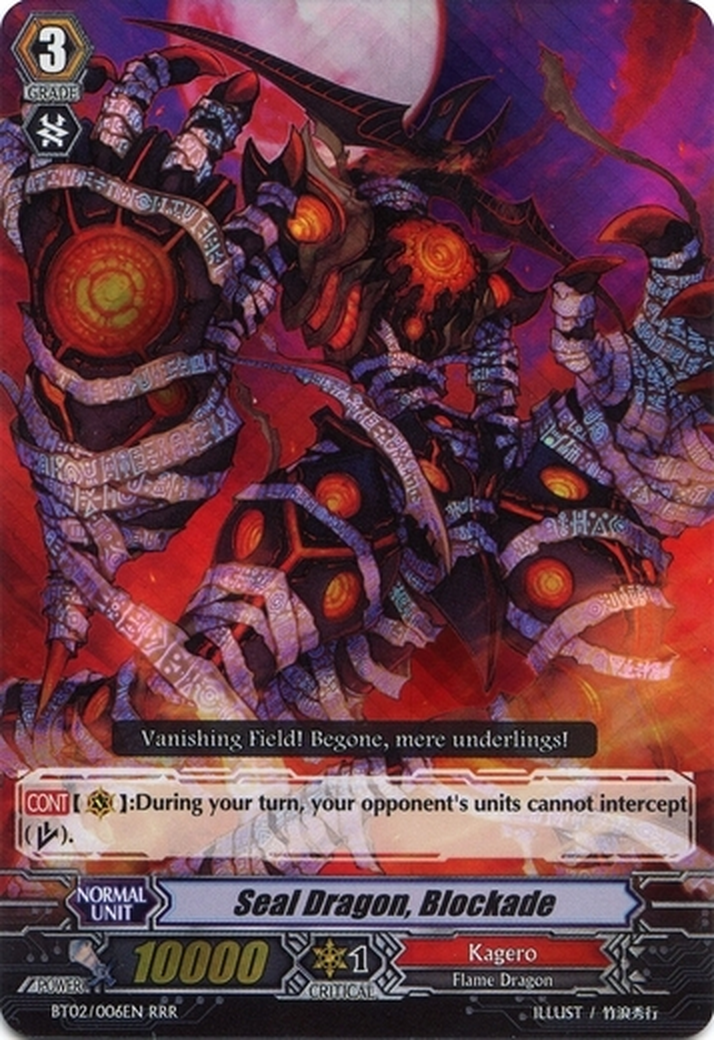 3
GRADE
Vanishing Field! Begone, mere underlings!
CONT【 】:During your turn, your opponent's units cannot intercept
( ).
NORMAL
UNIT
Seal Dragon, Blockade
POWER
10000
1
CRITICAL
Kagero
Flame Dragon
BT02/006EN RRR
ILLUST / 竹浪秀行